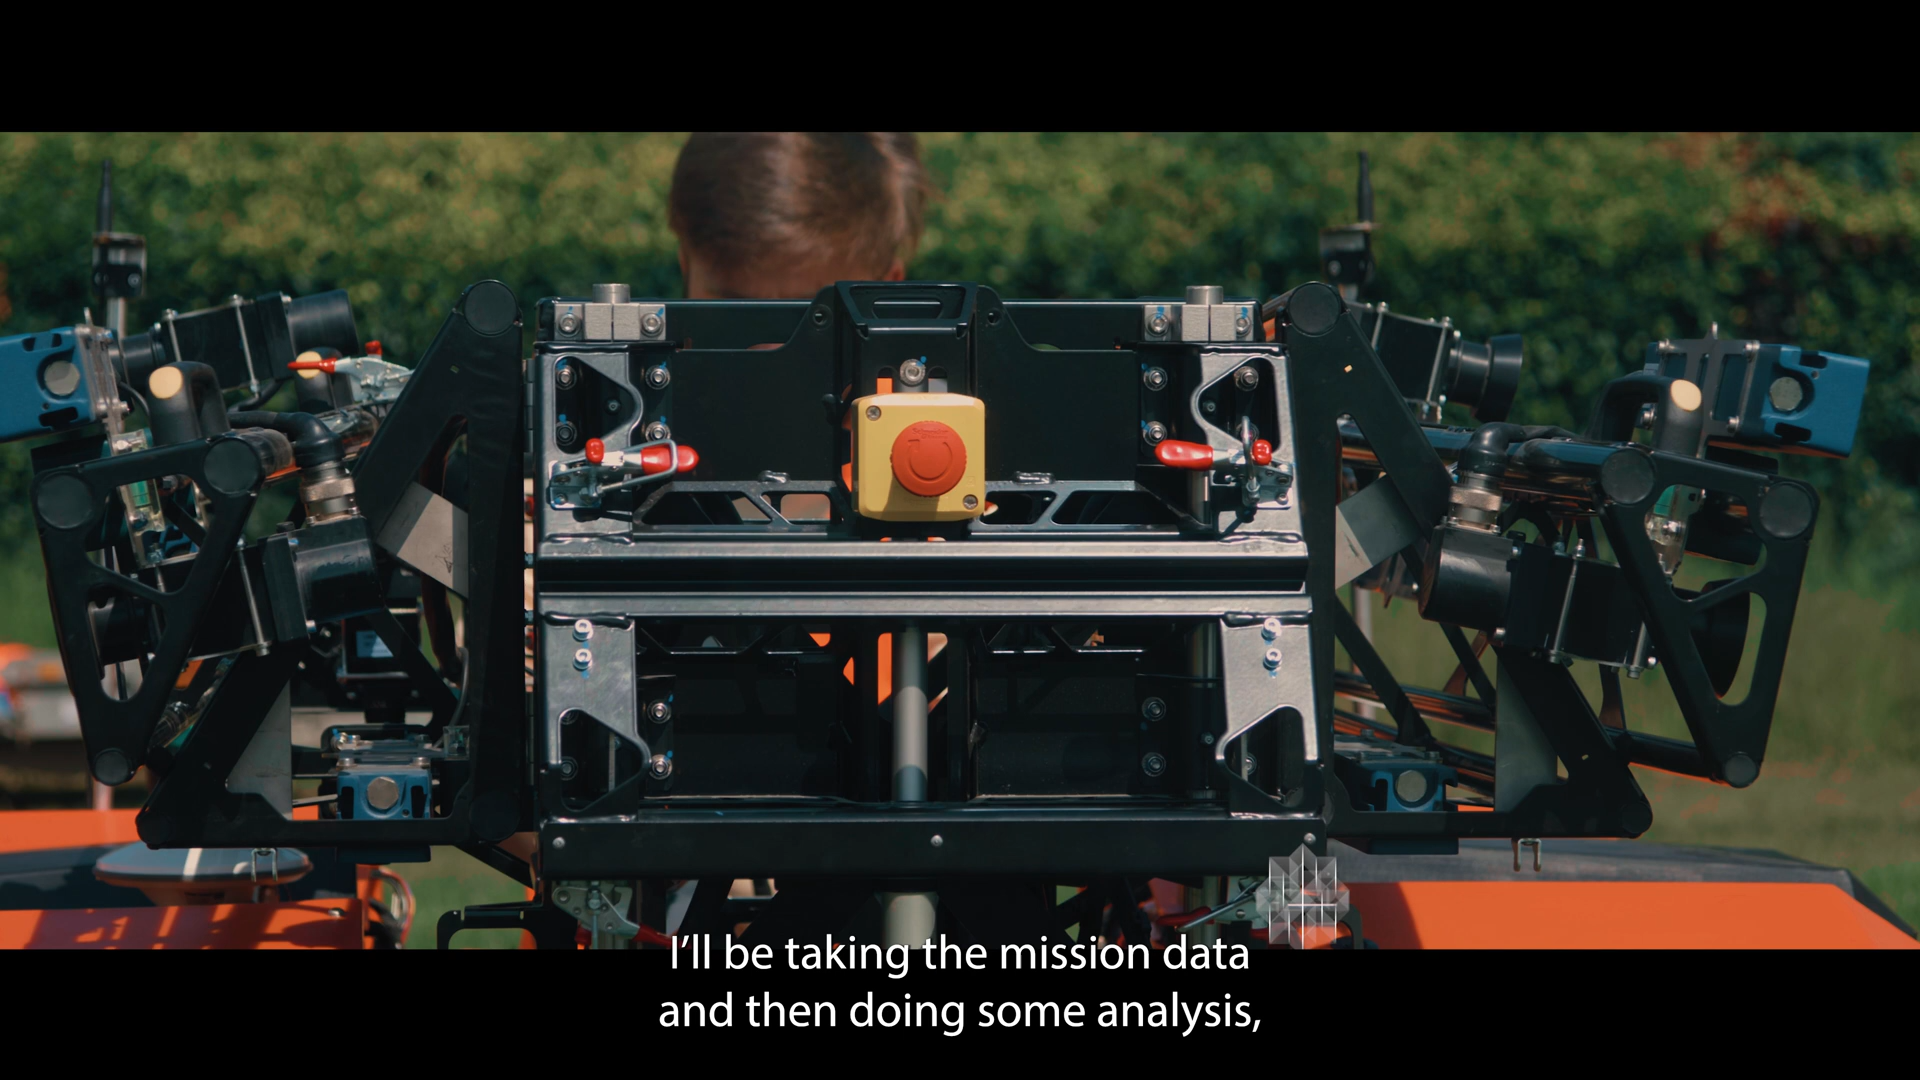 I'll be taking the mission data
and then doing some analysis,